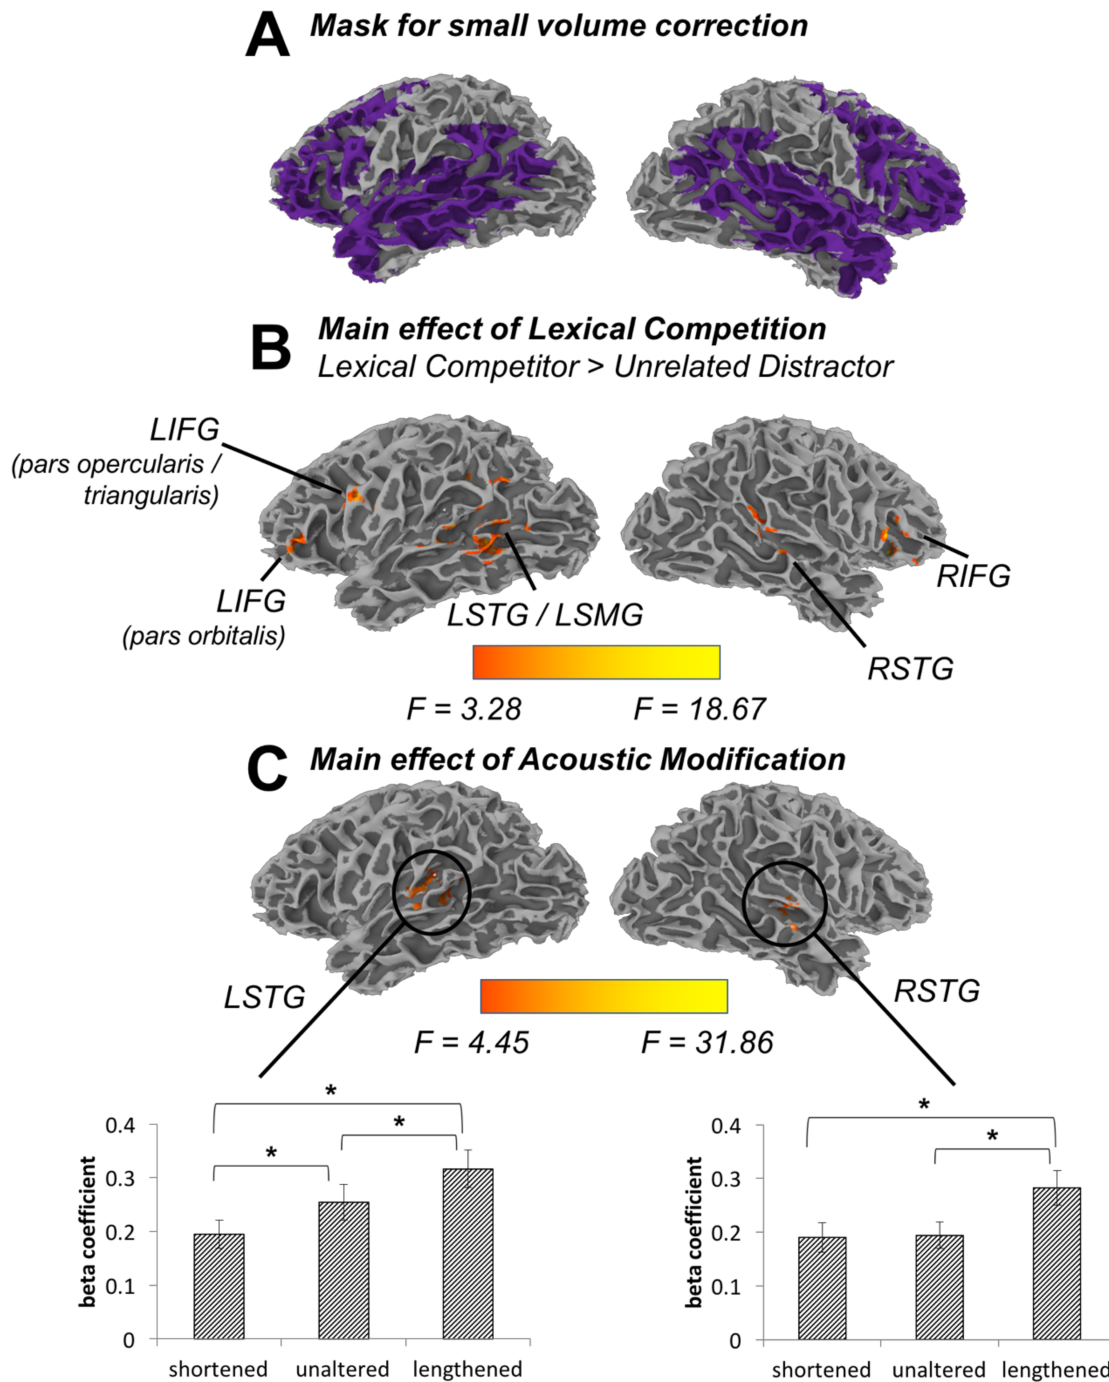 A Mask for small volume correction
B Main effect of Lexical Competition
Lexical Competitor > Unrelated Distractor
LIFG
(pars opercularis /
triangularis)
LIFG
(pars orbitalis)
LSTG / LSMG
RIFG
RSTG
F = 3.28 F = 18.67
C Main effect of Acoustic Modification
LSTG
RSTG
F = 4.45 F = 31.86
*
*
*
beta coefficient
0.4
0.3
0.2
0.1
0
shortened unaltered lengthened
*
*
beta coefficient
0.4
0.3
0.2
0.1
0
shortened unaltered lengthened